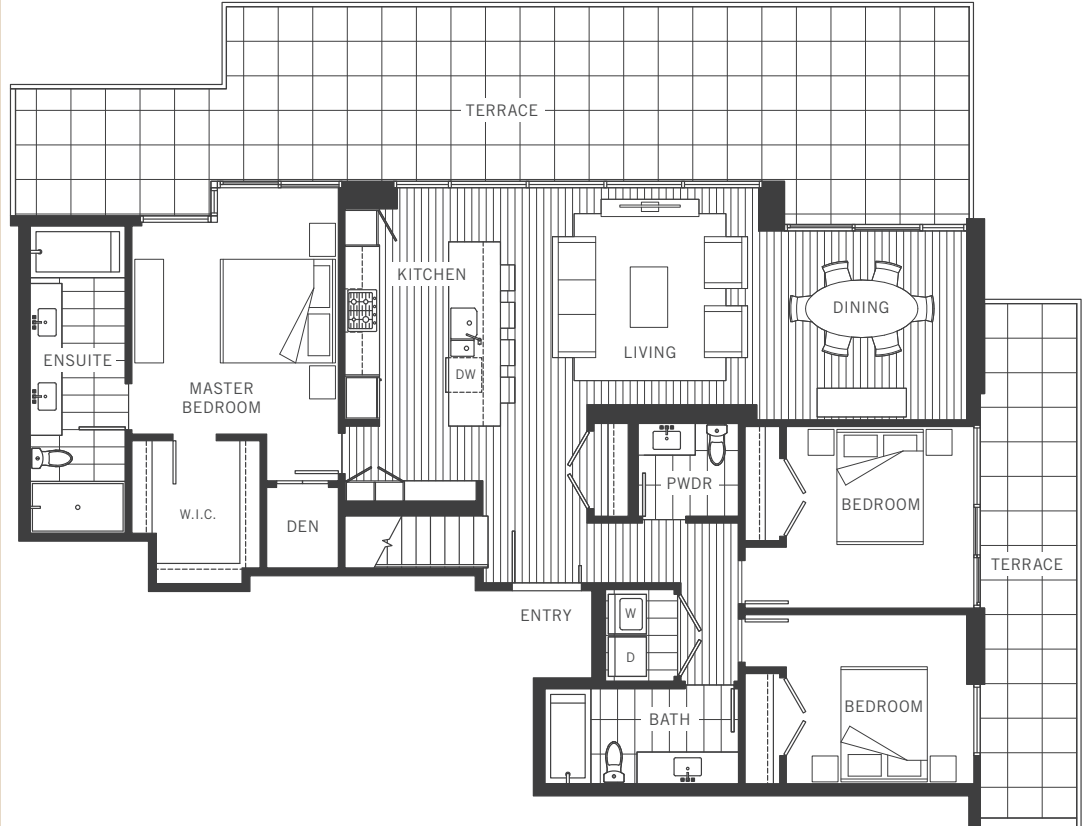 TERRACE
KITCHEN
DINING
LIVING
ENSUITE
DW
MASTER
BEDROOM
PWDR
BEDROOM
W.I.C.
DEN
TERRACE
ENTRY
W
D
BEDROOM
BATH